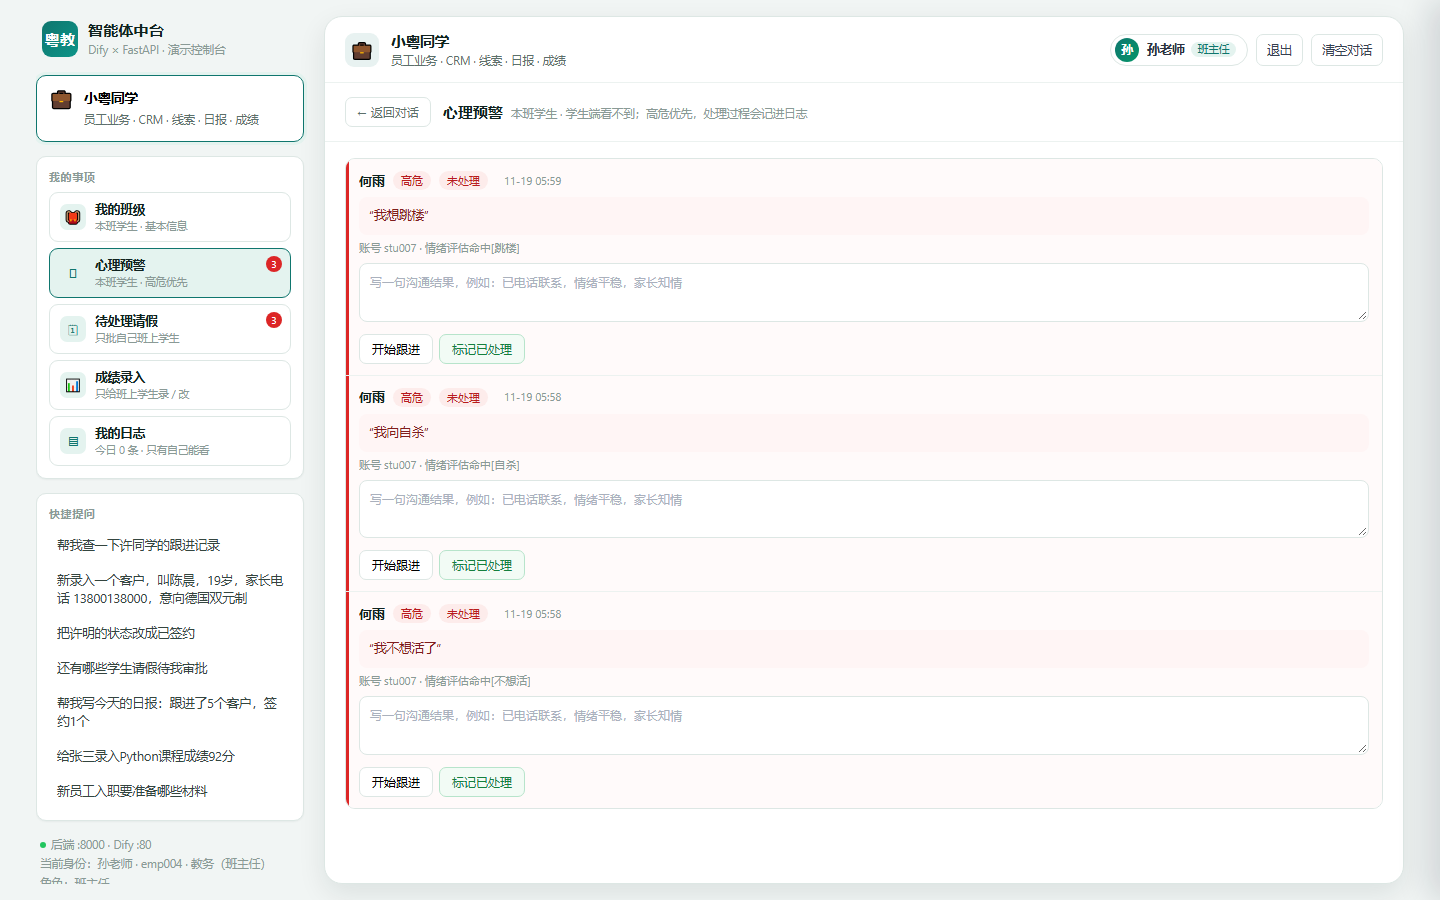 粤教
智能体中台
Dify × FastAPI · 演示控制台
小粤同学
员工业务 · CRM · 线索 · 日报 · 成绩
我的事项
我的班级
本班学生 · 基本信息
心理预警
本班学生 · 高危优先
3
待处理请假
只批自己班上学生
3
成绩录入
只给班上学生录 / 改
我的日志
今日 0 条 · 只有自己能看
快捷提问
帮我查一下许同学的跟进记录
新录入一个客户，叫陈晨，19岁，家长电
话 13800138000，意向德国双元制
把许明的状态改成已签约
还有哪些学生请假待我审批
帮我写今天的日报：跟进了5个客户，签
约1个
给张三录入Python课程成绩92分
新员工入职要准备哪些材料
后端 :8000 · Dify :80
当前身份：孙老师 · emp004 · 教务（班主任）
角色：班主任
小粤同学
员工业务 · CRM · 线索 · 日报 · 成绩
孙 孙老师 班主任
退出
清空对话
← 返回对话
心理预警 本班学生 · 学生端看不到；高危优先，处理过程会记进日志
何雨 高危 未处理 11-19 05:59
“我想跳楼”
账号 stu007 · 情绪评估命中[跳楼]
写一句沟通结果，例如：已电话联系，情绪平稳，家长知情
开始跟进 标记已处理
何雨 高危 未处理 11-19 05:58
“我向自杀”
账号 stu007 · 情绪评估命中[自杀]
写一句沟通结果，例如：已电话联系，情绪平稳，家长知情
开始跟进 标记已处理
何雨 高危 未处理 11-19 05:58
“我不想活了”
账号 stu007 · 情绪评估命中[不想活]
写一句沟通结果，例如：已电话联系，情绪平稳，家长知情
开始跟进 标记已处理